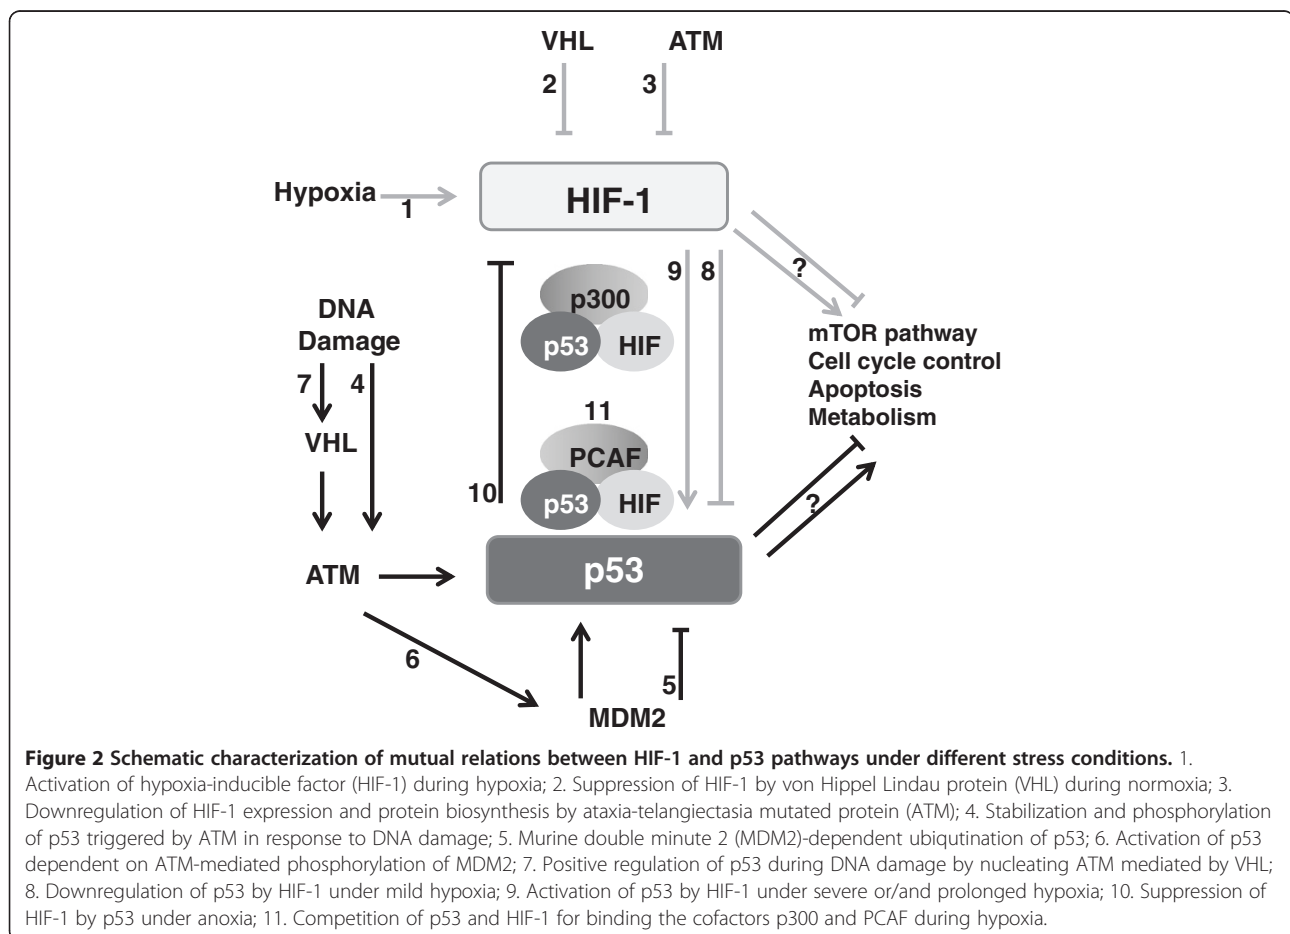 VHL ATM
2 3
Hypoxia
1
HIF-1
9 8
?
p300
p53 HIF
DNA
Damage
7 4
mTOR pathway
Cell cycle control
Apoptosis
Metabolism
11
VHL
PCAF
10
p53 HIF
?
ATM
p53
6
5
MDM2
Figure 2 Schematic characterization of mutual relations between HIF-1 and p53 pathways under different stress conditions. 1.
Activation of hypoxia-inducible factor (HIF-1) during hypoxia; 2. Suppression of HIF-1 by von Hippel Lindau protein (VHL) during normoxia; 3.
Downregulation of HIF-1 expression and protein biosynthesis by ataxia-telangiectasia mutated protein (ATM); 4. Stabilization and phosphorylation
of p53 triggered by ATM in response to DNA damage; 5. Murine double minute 2 (MDM2)-dependent ubiqutination of p53; 6. Activation of p53
dependent on ATM-mediated phosphorylation of MDM2; 7. Positive regulation of p53 during DNA damage by nucleating ATM mediated by VHL;
8. Downregulation of p53 by HIF-1 under mild hypoxia; 9. Activation of p53 by HIF-1 under severe or/and prolonged hypoxia; 10. Suppression of
HIF-1 by p53 under anoxia; 11. Competition of p53 and HIF-1 for binding the cofactors p300 and PCAF during hypoxia.